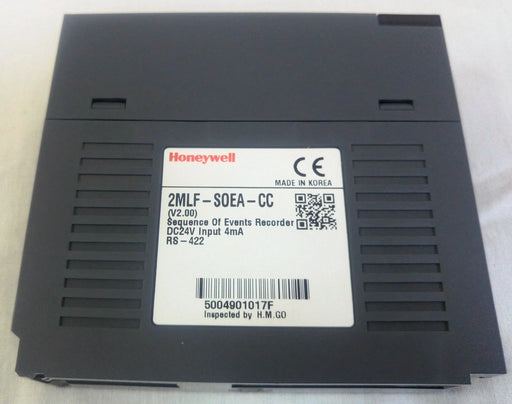 Honeywell
CE
MADE IN KOREA
2MLF-SOEA-CC
(V2.00)
Sequence Of Events Recorder
DC24V Input 4mA
RS-422
5004901017F
Inspected by H.M.GO